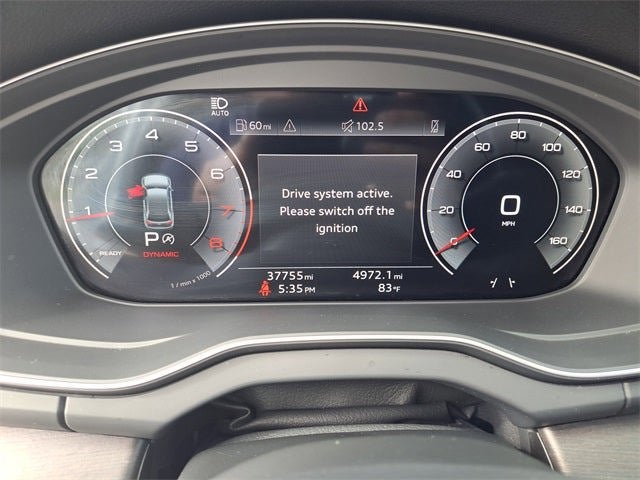 AUTO
60 mi
102.5
1 2 3 4 5 6 7 8
READY
P
DYNAMIC
1 / min x 1000
Drive system active.
Please switch off the
ignition
0 20 40 60 80 100 120 140 160
0
MPH
37755 mi 4972.1 mi
5:35 PM 83°F